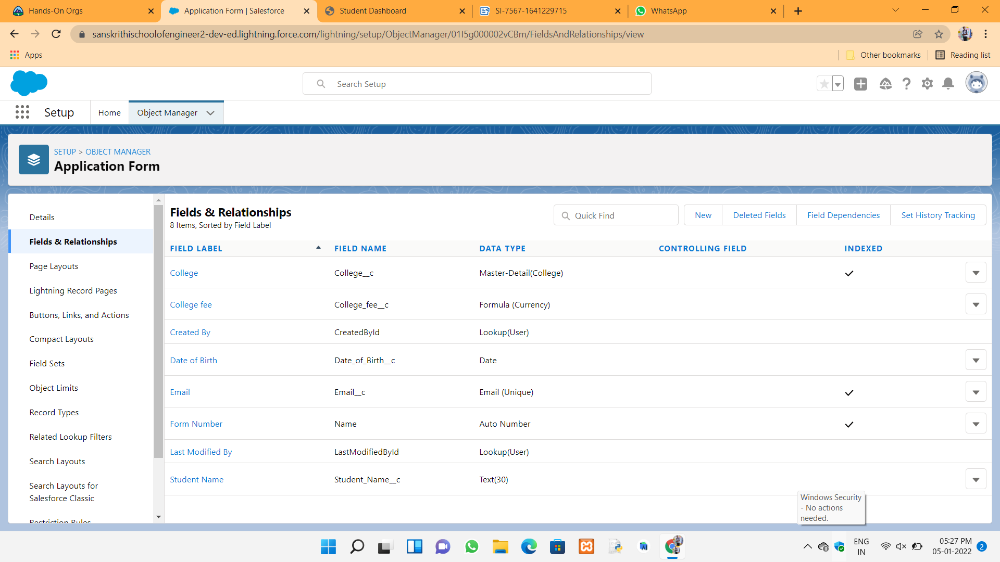 Hands-On Orgs
Application Form | Salesforce
Student Dashboard
SI-7567-1641229715
WhatsApp
sanskrithischoolofengineer2-dev-ed.lightning.force.com/lightning/setup/ObjectManager/01I5g000002vCBm/FieldsAndRelationships/view
Apps
Other bookmarks
Reading list
Search Setup
Setup
Home
Object Manager
SETUP > OBJECT MANAGER
Application Form
Details
Fields & Relationships
Page Layouts
Lightning Record Pages
Buttons, Links, and Actions
Compact Layouts
Field Sets
Object Limits
Record Types
Related Lookup Filters
Search Layouts
Search Layouts for
Salesforce Classic
Restriction Rules
Fields & Relationships
8 Items, Sorted by Field Label
Quick Find
New
Deleted Fields
Field Dependencies
Set History Tracking
FIELD LABEL FIELD NAME DATA TYPE CONTROLLING FIELD INDEXED
College College__c Master-Detail(College)
College fee College_fee__c Formula (Currency)
Created By CreatedById Lookup(User)
Date of Birth Date_of_Birth__c Date
Email Email__c Email (Unique)
Form Number Name Auto Number
Last Modified By LastModifiedById Lookup(User)
Student Name Student_Name__c Text(30)
Windows Security
- No actions
needed.
ENG
IN
05:27 PM
05-01-2022
2